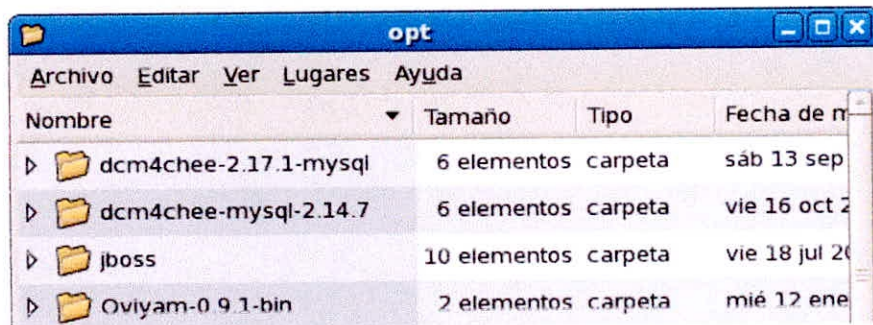 opt
Archivo Editar Ver Lugares Ayuda
Nombre Tamaño Tipo Fecha de m
dcm4chee-2.17.1-mysql 6 elementos carpeta sáb 13 sep
dcm4chee-mysql-2.14.7 6 elementos carpeta vie 16 oct 2
jboss 10 elementos carpeta vie 18 jul 20
Oviyam-0.9.1-bin 2 elementos carpeta mié 12 ene